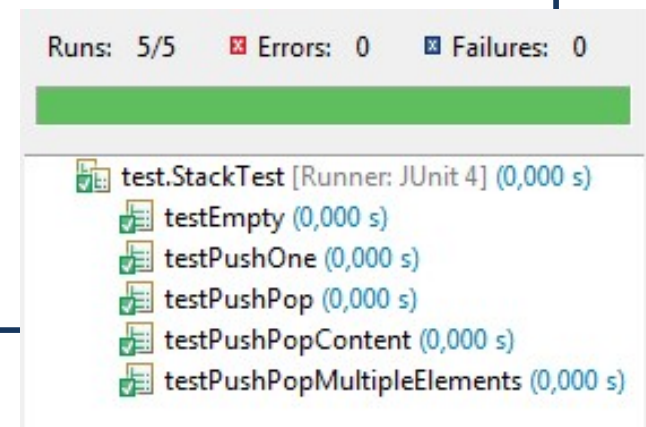 Runs: 5/5 Errors: 0 Failures: 0
test.StackTest [Runner: JUnit 4] (0,000 s)
testEmpty (0,000 s)
testPushOne (0,000 s)
testPushPop (0,000 s)
testPushPopContent (0,000 s)
testPushPopMultipleElements (0,000 s)